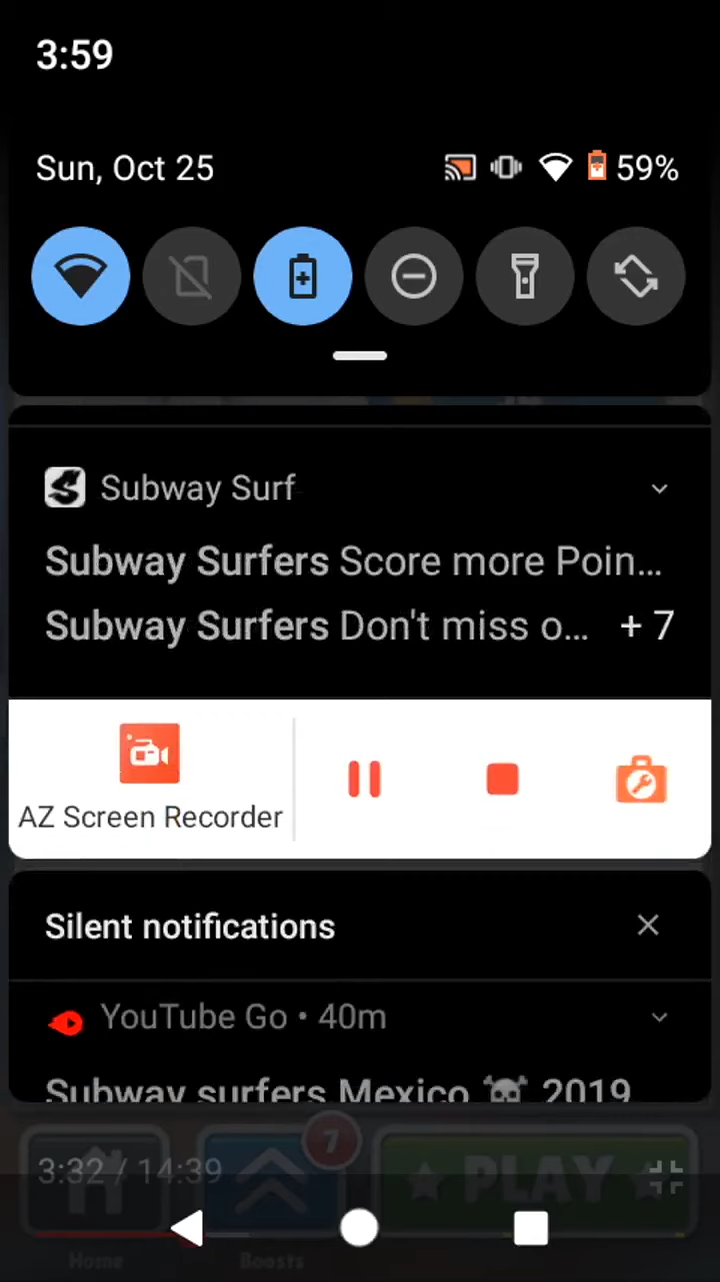 3:59
Sun, Oct 25
59%
Subway Surf
Subway Surfers Score more Poin...
Subway Surfers Don't miss o... + 7
AZ Screen Recorder
Silent notifications
YouTube Go • 40m
Subway surfers Mexico ☠️ 2019
7
3:32 / 14:39
PLAY
Home
Boosts